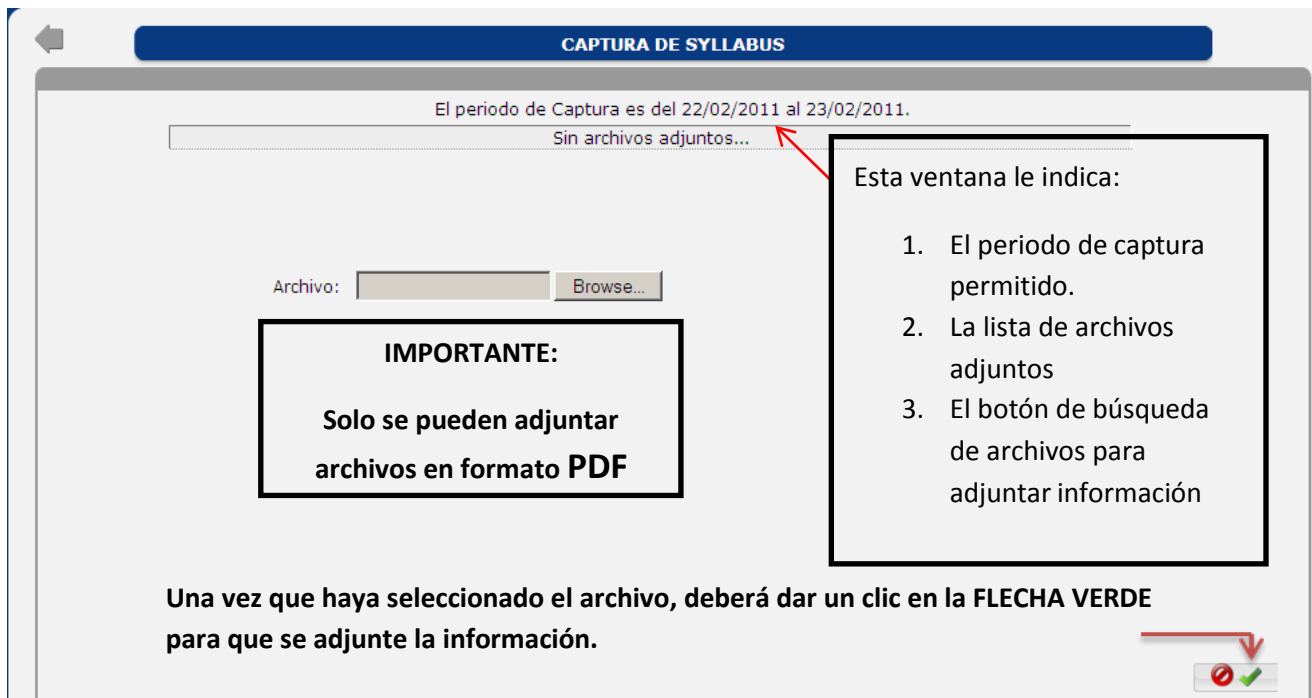 CAPTURA DE SYLLABUS
El periodo de Captura es del 22/02/2011 al 23/02/2011.
Sin archivos adjuntos...
Esta ventana le indica:
1. El periodo de captura
permitido.
2. La lista de archivos
adjuntos
3. El botón de búsqueda
de archivos para
adjuntar información
Archivo:
Browse...
IMPORTANTE:
Solo se pueden adjuntar
archivos en formato PDF
Una vez que haya seleccionado el archivo, deberá dar un clic en la FLECHA VERDE
para que se adjunte la información.